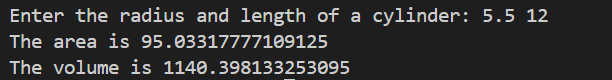 Enter the radius and length of a cylinder: 5.5 12
The area is 95.03317777109125
The volume is 1140.398133253095